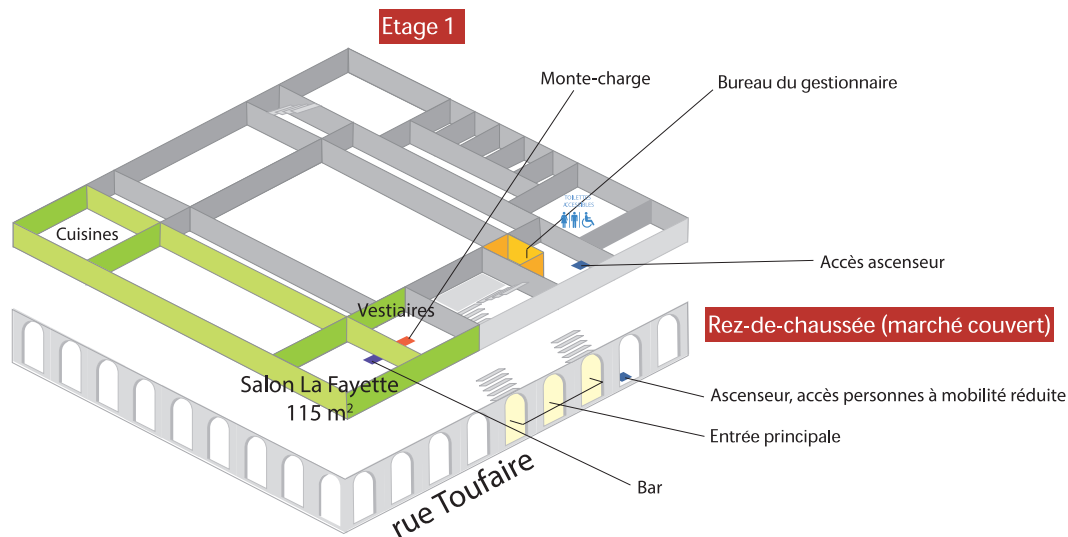 Etage 1
Monte-charge
Bureau du gestionnaire
TOILETTES
ACCESSIBLES
Cuisines
Accès ascenseur
Vestiaires
Rez-de-chaussée (marché couvert)
Salon La Fayette
115 m²
Ascenseur, accès personnes à mobilité réduite
Entrée principale
Bar
rue Toufaire